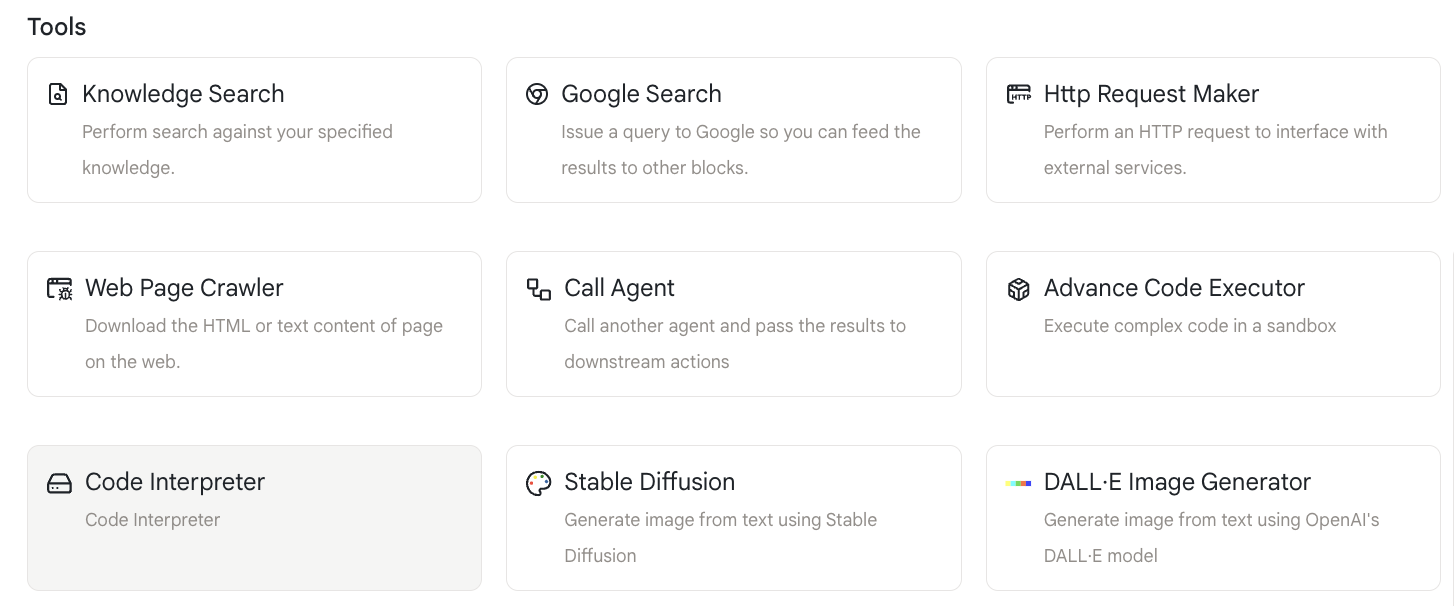 Tools
Knowledge Search
Perform search against your specified
knowledge.
Google Search
Issue a query to Google so you can feed the
results to other blocks.
Http Request Maker
HTTP
Perform an HTTP request to interface with
external services.
Web Page Crawler
Download the HTML or text content of page
on the web.
Call Agent
Call another agent and pass the results to
downstream actions
Advance Code Executor
Execute complex code in a sandbox
Code Interpreter
Code Interpreter
Stable Diffusion
Generate image from text using Stable
Diffusion
DALL·E Image Generator
Generate image from text using OpenAI's
DALL·E model